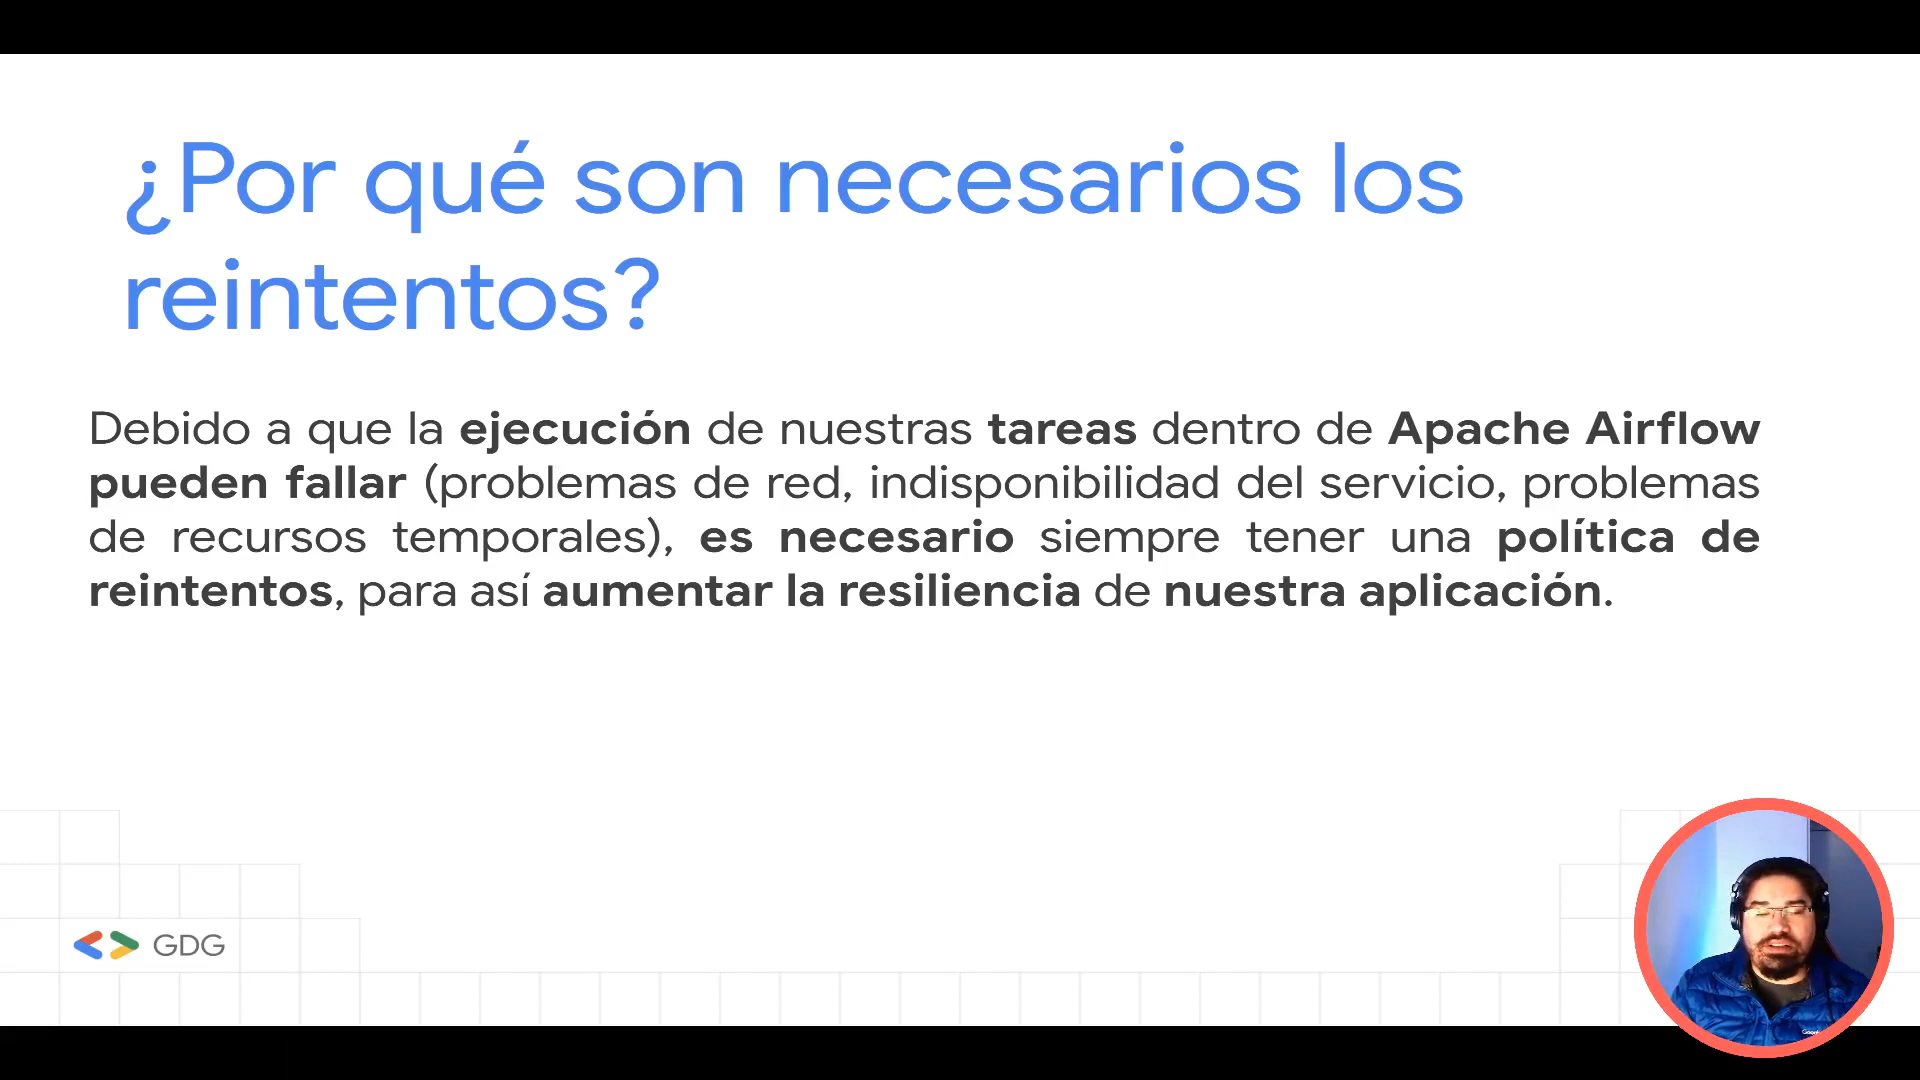 ¿Por qué son necesarios los
reintentos?
Debido a que la ejecución de nuestras tareas dentro de Apache Airflow
pueden fallar (problemas de red, indisponibilidad del servicio, problemas
de recursos temporales), es necesario siempre tener una política de
reintentos, para así aumentar la resiliencia de nuestra aplicación.
GDG